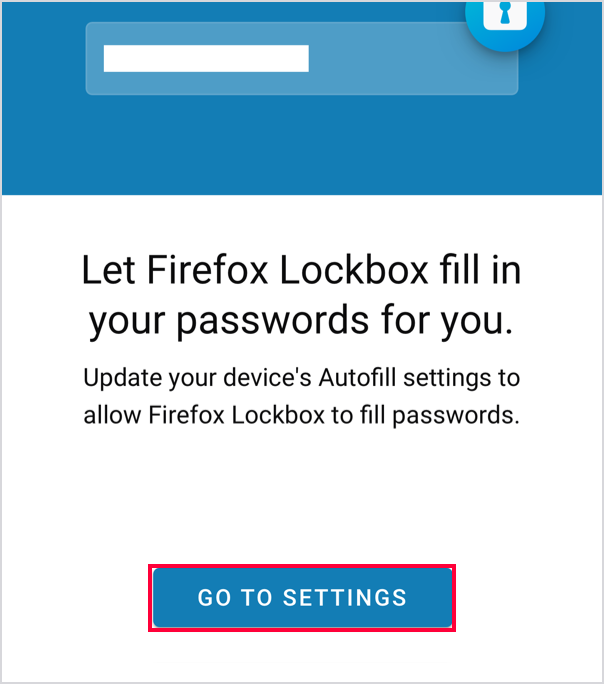 Let Firefox Lockbox fill in
your passwords for you.
Update your device's Autofill settings to
allow Firefox Lockbox to fill passwords.
GO TO SETTINGS